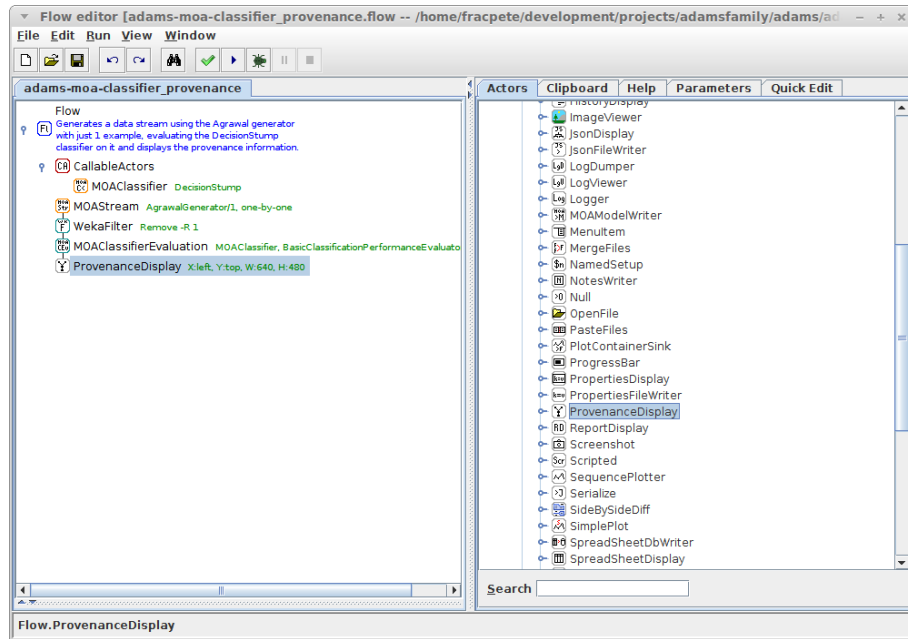 Flow editor [adams-moa-classifier_provenance.flow -- /home/fracpete/development/projects/adamsfamily/adams/ad
File Edit Run View Window
adams-moa-classifier_provenance
Flow
Generates a data stream using the Agrawal generator
with just 1 example, evaluating the DecisionStump
classifier on it and displays the provenance information.
CallableActors
MOAClassifier DecisionStump
MOAStream AgrawalGenerator/1, one-by-one
WekaFilter Remove -R 1
MOAClassifierEvaluation MOAClassifier, BasicClassificationPerformanceEvaluato
ProvenanceDisplay X:left, Y:top, W:640, H:480
Actors Clipboard Help Parameters Quick Edit
HistoryDisplay
ImageViewer
JsonDisplay
JsonFileWriter
LogDumper
LogViewer
Logger
MOAModelWriter
MenuItem
MergeFiles
NamedSetup
NotesWriter
Null
OpenFile
PasteFiles
PlotContainerSink
ProgressBar
PropertiesDisplay
PropertiesFileWriter
ProvenanceDisplay
ReportDisplay
Screenshot
Scripted
SequencePlotter
Serialize
SideBySideDiff
SimplePlot
SpreadSheetDbWriter
SpreadSheetDisplay
Search
Flow.ProvenanceDisplay